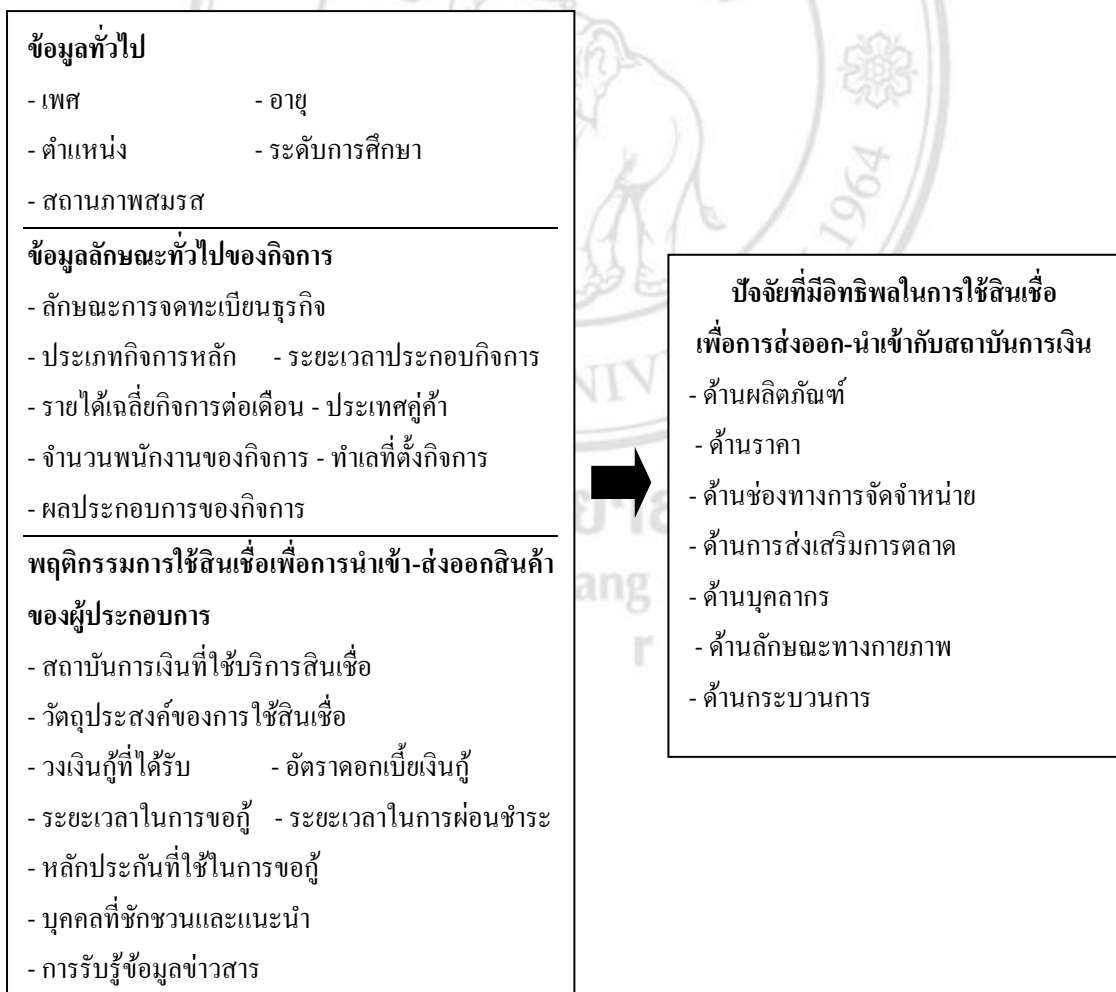 ข้อมูลทั่วไป
- เพศ - อายุ
- ตำแหน่ง - ระดับการศึกษา
- สถานภาพสมรส
ข้อมูลลักษณะทั่วไปของกิจการ
- ลักษณะการจดทะเบียนธุรกิจ
- ประเภทกิจการหลัก - ระยะเวลาประกอบกิจการ
- รายได้เฉลี่ยกิจการต่อเดือน - ประเทศคู่ค้า
- จำนวนพนักงานของกิจการ - ทำเลที่ตั้งกิจการ
- ผลประกอบการของกิจการ
พฤติกรรมการใช้สินเชื่อเพื่อการนำเข้า-ส่งออกสินค้า
ของผู้ประกอบการ
- สถาบันการเงินที่ใช้บริการสินเชื่อ
- วัตถุประสงค์ของการใช้สินเชื่อ
- วงเงินกู้ที่ได้รับ - อัตราดอกเบี้ยเงินกู้
- ระยะเวลาในการขอกู้ - ระยะเวลาในการผ่อนชำระ
- หลักประกันที่ใช้ในการขอกู้
- บุคคลที่ชักชวนและแนะนำ
- การรับรู้ข้อมูลข่าวสาร
ปัจจัยที่มีอิทธิพลในการใช้สินเชื่อ
เพื่อการส่งออก-นำเข้ากับสถาบันการเงิน
- ด้านผลิตภัณฑ์
- ด้านราคา
- ด้านช่องทางการจัดจำหน่าย
- ด้านการส่งเสริมการตลาด
- ด้านบุคลากร
- ด้านลักษณะทางกายภาพ
- ด้านกระบวนการ
1964
NIV
ang
r